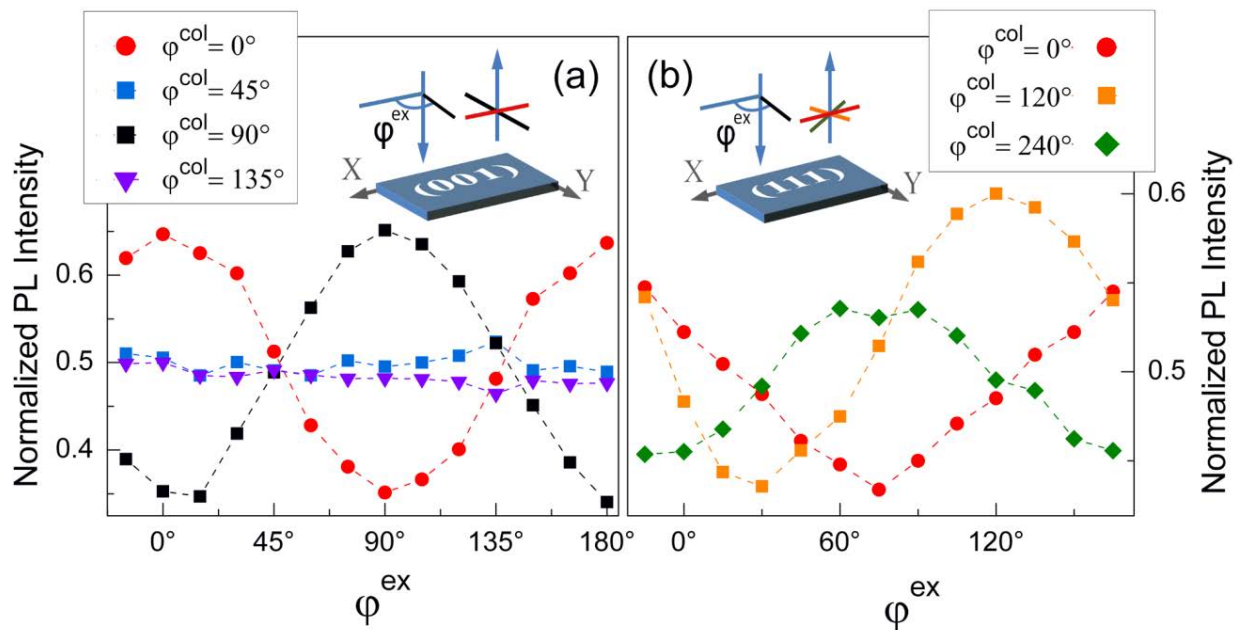 φcol = 0°
φcol = 45°
φcol = 90°
φcol = 135°
(a)
φex
X
(001)
Y
Normalized PL Intensity
0.6
0.5
0.4
0°
45°
90°
135°
180°
φex
(b)
φcol = 0°
φcol = 120°
φcol = 240°
φex
X
(111)
Y
0.6
0.5
Normalized PL Intensity
0°
60°
120°
φex